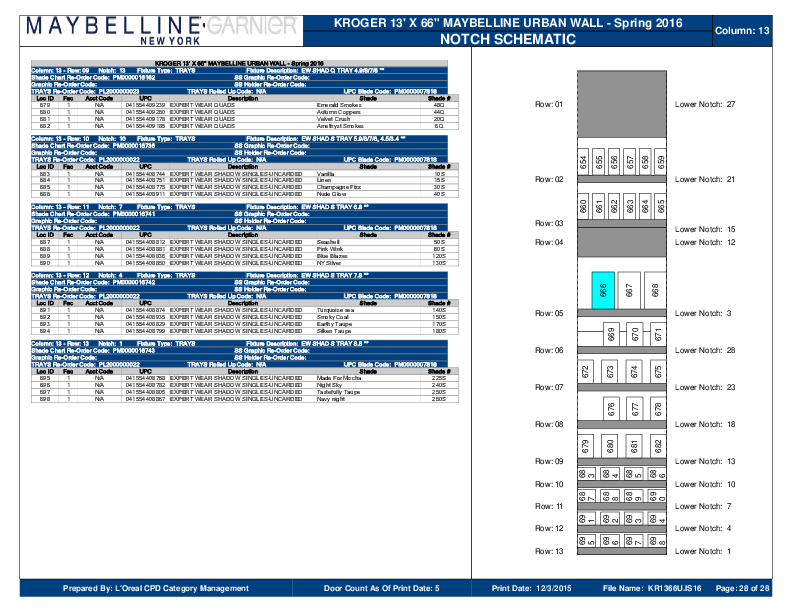 MAYBELLINE GARNIER
NEW YORK
KROGER 13' X 66" MAYBELLINE URBAN WALL - Spring 2016
NOTCH SCHEMATIC
Column: 13
KROGER 13' X 66" MAYBELLINE URBAN WALL - Spring 2016
Column: 13 - Row: 09 Notch: 13 Fixture Type: TRAYS Fixture Description: EW SHAD Q TRAY 4.9/8/7/6 **
Shade Chart Re-Order Code: PM0000016162 SS Graphic Re-Order Code:
Graphic Re-Order Code: SS Holder Re-Order Code:
TRAYS Re-Order Code: PL2000000023 TRAYS Rolled Up Code: N/A UPC Blade Code: PM0000007818
Loc ID Fac Acct Code UPC Description Shade Shade #
679 1 N/A 041554409239 EXPERT WEAR QUADS Emerald Smokes 48Q
680 1 N/A 041554409260 EXPERT WEAR QUADS Autumn Coppers 44Q
681 1 N/A 041554409178 EXPERT WEAR QUADS Velvet Crush 20Q
682 1 N/A 041554409185 EXPERT WEAR QUADS Amethyst Smokes 6Q
Column: 13 - Row: 10 Notch: 10 Fixture Type: TRAYS Fixture Description: EW SHAD S TRAY 5.9/8/7/6, 4.5/5.4 **
Shade Chart Re-Order Code: PM0000016736 SS Graphic Re-Order Code:
Graphic Re-Order Code: SS Holder Re-Order Code:
TRAYS Re-Order Code: PL2000000022 TRAYS Rolled Up Code: N/A UPC Blade Code: PM0000007818
Loc ID Fac Acct Code UPC Description Shade Shade #
683 1 N/A 041554408744 EXPERT WEAR SHADOW SINGLES-UNCARDED Vanilla 10S
684 1 N/A 041554408751 EXPERT WEAR SHADOW SINGLES-UNCARDED Linen 15S
685 1 N/A 041554408775 EXPERT WEAR SHADOW SINGLES-UNCARDED Champagne Fizz 30S
686 1 N/A 041554408911 EXPERT WEAR SHADOW SINGLES-UNCARDED Nude Glow 40S
Column: 13 - Row: 11 Notch: 7 Fixture Type: TRAYS Fixture Description: EW SHAD S TRAY 6.8 **
Shade Chart Re-Order Code: PM0000016741 SS Graphic Re-Order Code:
Graphic Re-Order Code: SS Holder Re-Order Code:
TRAYS Re-Order Code: PL2000000022 TRAYS Rolled Up Code: N/A UPC Blade Code: PM0000007818
Loc ID Fac Acct Code UPC Description Shade Shade #
687 1 N/A 041554408812 EXPERT WEAR SHADOW SINGLES-UNCARDED Seashell 50S
688 1 N/A 041554408881 EXPERT WEAR SHADOW SINGLES-UNCARDED Pink Wink 60S
689 1 N/A 041554408836 EXPERT WEAR SHADOW SINGLES-UNCARDED Blue Blazes 120S
690 1 N/A 041554408850 EXPERT WEAR SHADOW SINGLES-UNCARDED NY Silver 130S
Column: 13 - Row: 12 Notch: 4 Fixture Type: TRAYS Fixture Description: EW SHAD S TRAY 7.8 **
Shade Chart Re-Order Code: PM0000016742 SS Graphic Re-Order Code:
Graphic Re-Order Code: SS Holder Re-Order Code:
TRAYS Re-Order Code: PL2000000022 TRAYS Rolled Up Code: N/A UPC Blade Code: PM0000007818
Loc ID Fac Acct Code UPC Description Shade Shade #
691 1 N/A 041554408874 EXPERT WEAR SHADOW SINGLES-UNCARDED Turquoise sea 140S
692 1 N/A 041554408935 EXPERT WEAR SHADOW SINGLES-UNCARDED Smoky Coal 150S
693 1 N/A 041554408829 EXPERT WEAR SHADOW SINGLES-UNCARDED Earthy Taupe 170S
694 1 N/A 041554408799 EXPERT WEAR SHADOW SINGLES-UNCARDED Silken Taupe 180S
Column: 13 - Row: 13 Notch: 1 Fixture Type: TRAYS Fixture Description: EW SHAD S TRAY 8.8 **
Shade Chart Re-Order Code: PM0000016743 SS Graphic Re-Order Code:
Graphic Re-Order Code: SS Holder Re-Order Code:
TRAYS Re-Order Code: PL2000000022 TRAYS Rolled Up Code: N/A UPC Blade Code: PM0000007818
Loc ID Fac Acct Code UPC Description Shade Shade #
695 1 N/A 041554408768 EXPERT WEAR SHADOW SINGLES-UNCARDED Made For Mocha 225S
696 1 N/A 041554408782 EXPERT WEAR SHADOW SINGLES-UNCARDED Night Sky 240S
697 1 N/A 041554408805 EXPERT WEAR SHADOW SINGLES-UNCARDED Tastefully Taupe 250S
698 1 N/A 041554408867 EXPERT WEAR SHADOW SINGLES-UNCARDED Navy night 260S
Row: 01 Lower Notch: 27
654 655 656 657 658 659
Row: 02 Lower Notch: 21
660 661 662 663 664 665
Row: 03 Lower Notch: 15
Row: 04 Lower Notch: 12
666 667 668
Row: 05 Lower Notch: 3
669 670 671
Row: 06 Lower Notch: 28
672 673 674 675
Row: 07 Lower Notch: 23
676 677 678
Row: 08 Lower Notch: 18
679 680 681 682
Row: 09 Lower Notch: 13
683 684 685 686
Row: 10 Lower Notch: 10
687 688 689 690
Row: 11 Lower Notch: 7
691 692 693 694
Row: 12 Lower Notch: 4
695 696 697 698
Row: 13 Lower Notch: 1
Prepared By: L'Oreal CPD Category Management Door Count As Of Print Date: 5 Print Date: 12/3/2015 File Name: KR1366UJS16 Page: 28 of 28